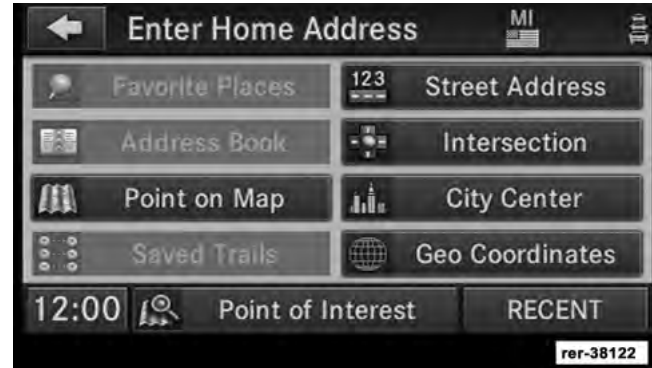 Enter Home Address MI
Favorite Places 123 Street Address
Address Book Intersection
Point on Map City Center
Saved Trails Geo Coordinates
12:00 Point of Interest RECENT
rer-38122